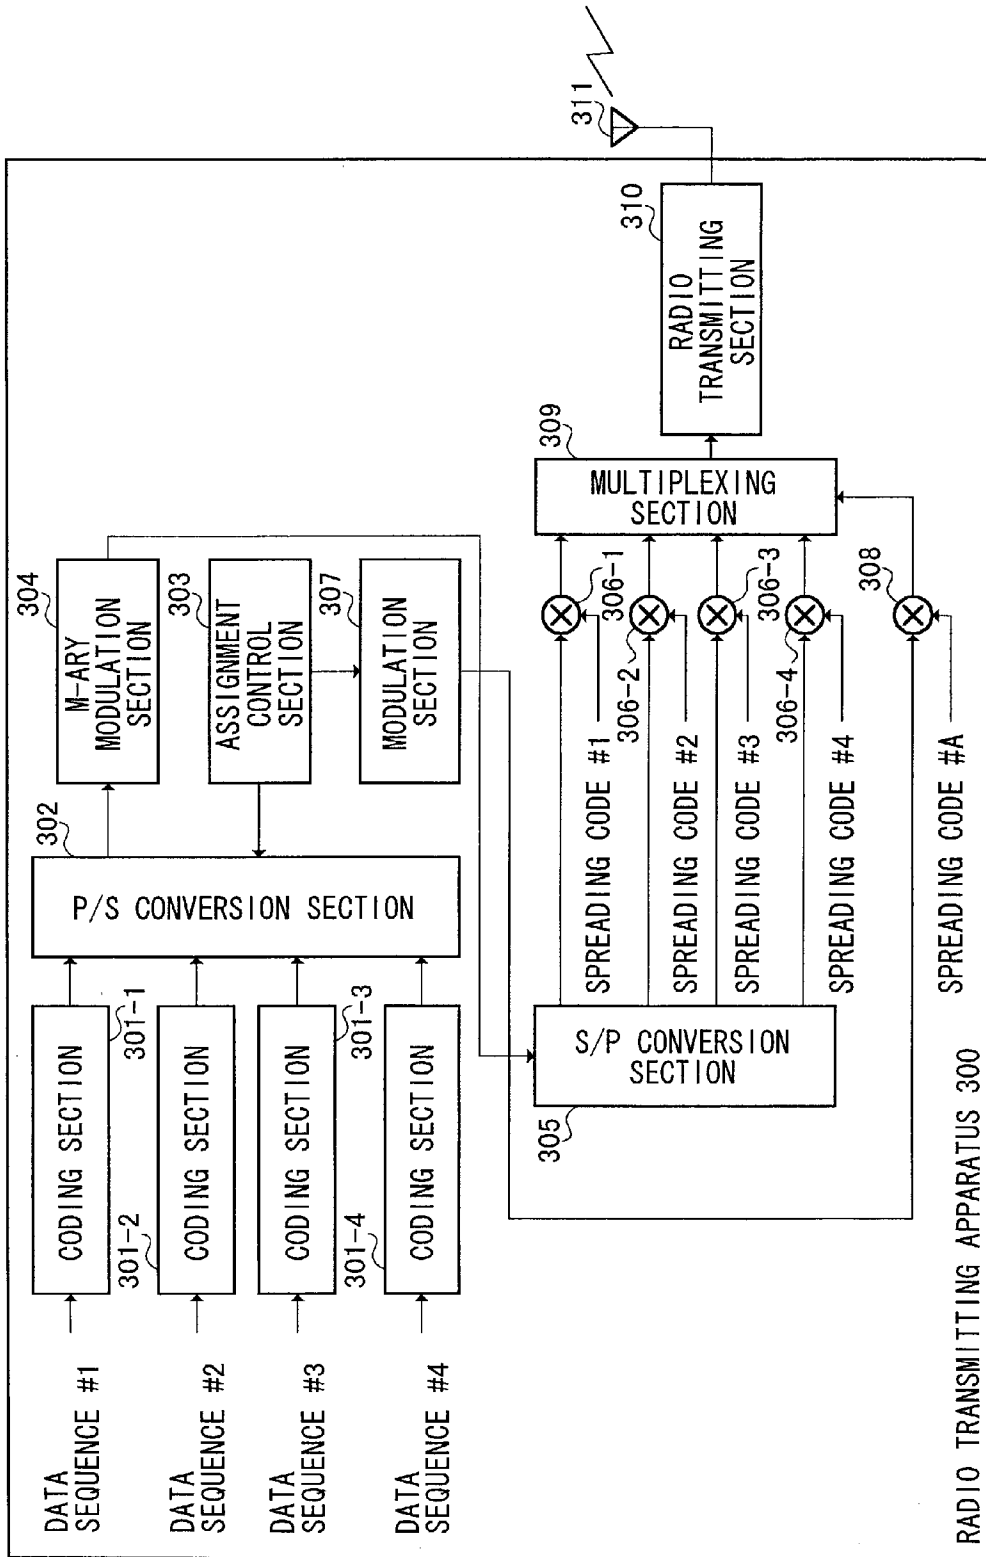 DATA
SEQUENCE #1
DATA
SEQUENCE #2
DATA
SEQUENCE #3
DATA
SEQUENCE #4
CODING SECTION
301-1
301-2
CODING SECTION
CODING SECTION
301-3
301-4
CODING SECTION
302
P/S CONVERSION SECTION
304
M-ARY
MODULATION
SECTION
303
ASSIGNMENT
CONTROL
SECTION
307
MODULATION
SECTION
S/P CONVERSION
SECTION
305
306-1
SPREADING CODE #1
306-2
SPREADING CODE #2
306-3
SPREADING CODE #3
306-4
SPREADING CODE #4
308
SPREADING CODE #A
309
MULTIPLEXING
SECTION
310
RADIO
TRANSMITTING
SECTION
311
RADIO TRANSMITTING APPARATUS 300